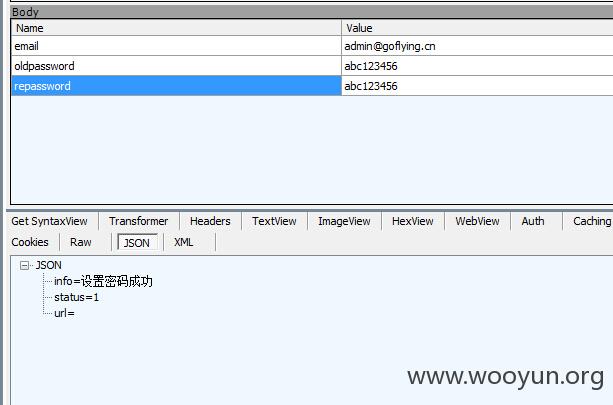 Body
Name Value
email admin@goflying.cn
oldpassword abc123456
repassword abc123456
Get SyntaxView Transformer Headers TextView ImageView HexView WebView Auth Caching
Cookies Raw JSON XML
JSON
info=设置密码成功
status=1
url=
www.wooyun.org